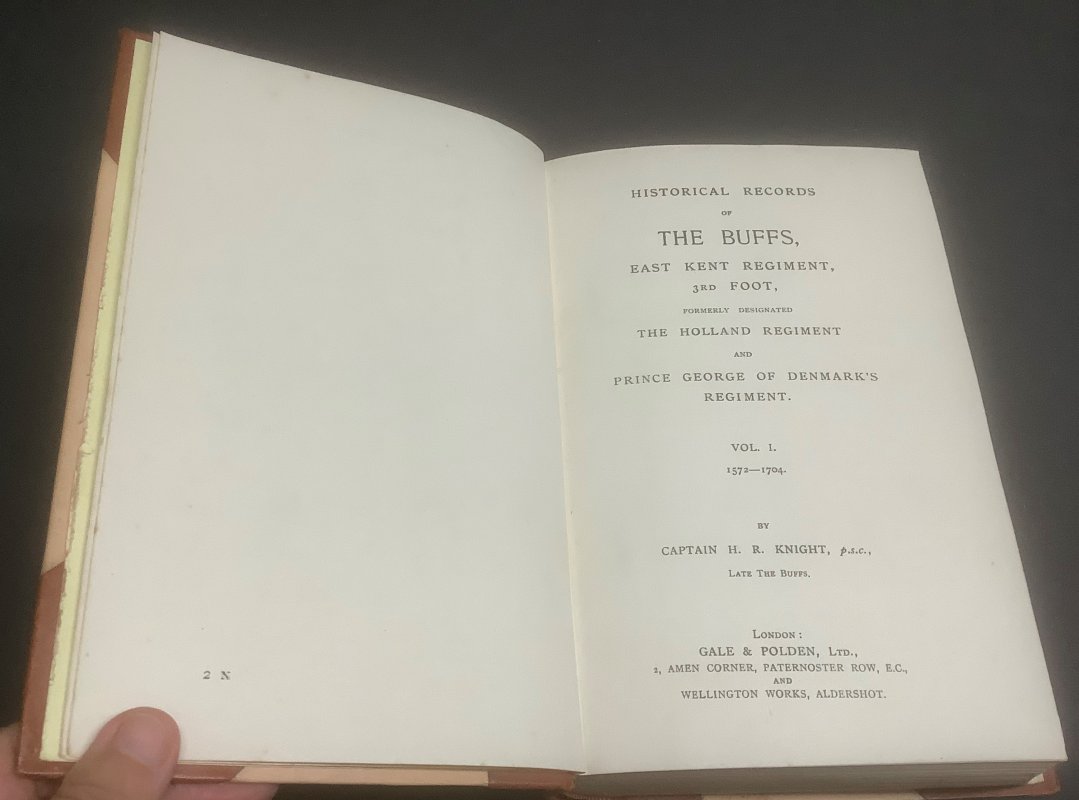 2 N
HISTORICAL RECORDS
OF
THE BUFFS,
EAST KENT REGIMENT,
3RD FOOT,
FORMERLY DESIGNATED
THE HOLLAND REGIMENT
AND
PRINCE GEORGE OF DENMARK'S
REGIMENT.
VOL. I.
1572—1704.
BY
CAPTAIN H. R. KNIGHT, p.s.c.,
LATE THE BUFFS.
LONDON:
GALE & POLDEN, LTD.,
2, AMEN CORNER, PATERNOSTER ROW, E.C.,
AND
WELLINGTON WORKS, ALDERSHOT.